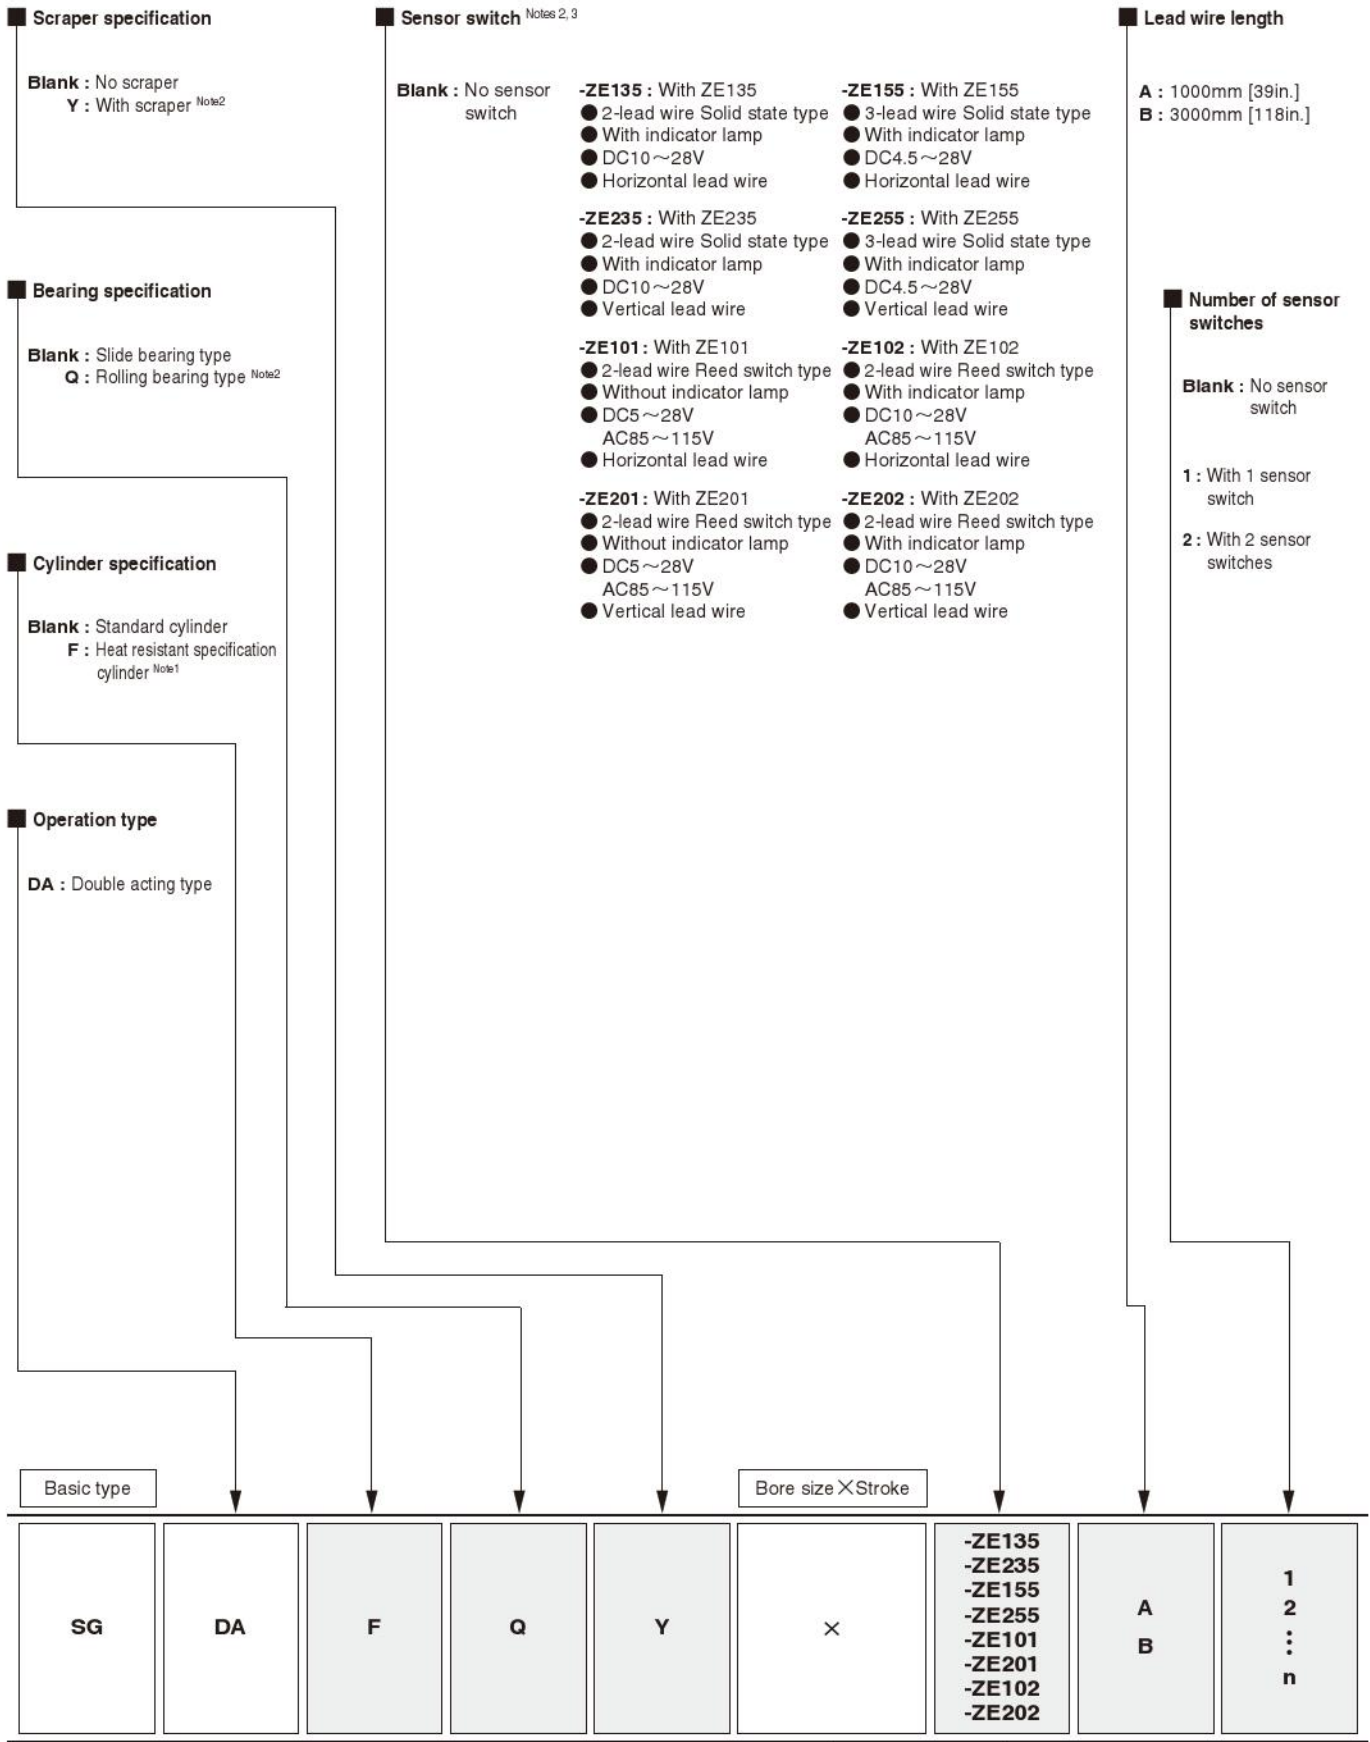 Scraper specification
Blank : No scraper
Y : With scraper Note2
Bearing specification
Blank : Slide bearing type
Q : Rolling bearing type Note2
Cylinder specification
Blank : Standard cylinder
F : Heat resistant specification
cylinder Note1
Operation type
DA : Double acting type
Sensor switch Notes 2, 3
Blank : No sensor
switch
-ZE135 : With ZE135
● 2-lead wire Solid state type
● With indicator lamp
● DC10～28V
● Horizontal lead wire
-ZE235 : With ZE235
● 2-lead wire Solid state type
● With indicator lamp
● DC10～28V
● Vertical lead wire
-ZE101 : With ZE101
● 2-lead wire Reed switch type
● Without indicator lamp
● DC5～28V
AC85～115V
● Horizontal lead wire
-ZE201 : With ZE201
● 2-lead wire Reed switch type
● Without indicator lamp
● DC5～28V
AC85～115V
● Vertical lead wire
-ZE155 : With ZE155
● 3-lead wire Solid state type
● With indicator lamp
● DC4.5～28V
● Horizontal lead wire
-ZE255 : With ZE255
● 3-lead wire Solid state type
● With indicator lamp
● DC4.5～28V
● Vertical lead wire
-ZE102 : With ZE102
● 2-lead wire Reed switch type
● With indicator lamp
● DC10～28V
AC85～115V
● Horizontal lead wire
-ZE202 : With ZE202
● 2-lead wire Reed switch type
● With indicator lamp
● DC10～28V
AC85～115V
● Vertical lead wire
Lead wire length
A : 1000mm [39in.]
B : 3000mm [118in.]
Number of sensor
switches
Blank : No sensor
switch
1 : With 1 sensor
switch
2 : With 2 sensor
switches
Basic type
Bore size×Stroke
SG
DA
F
Q
Y
×
-ZE135
-ZE235
-ZE155
-ZE255
-ZE101
-ZE201
-ZE102
-ZE202
A
B
1
2
⋮
n